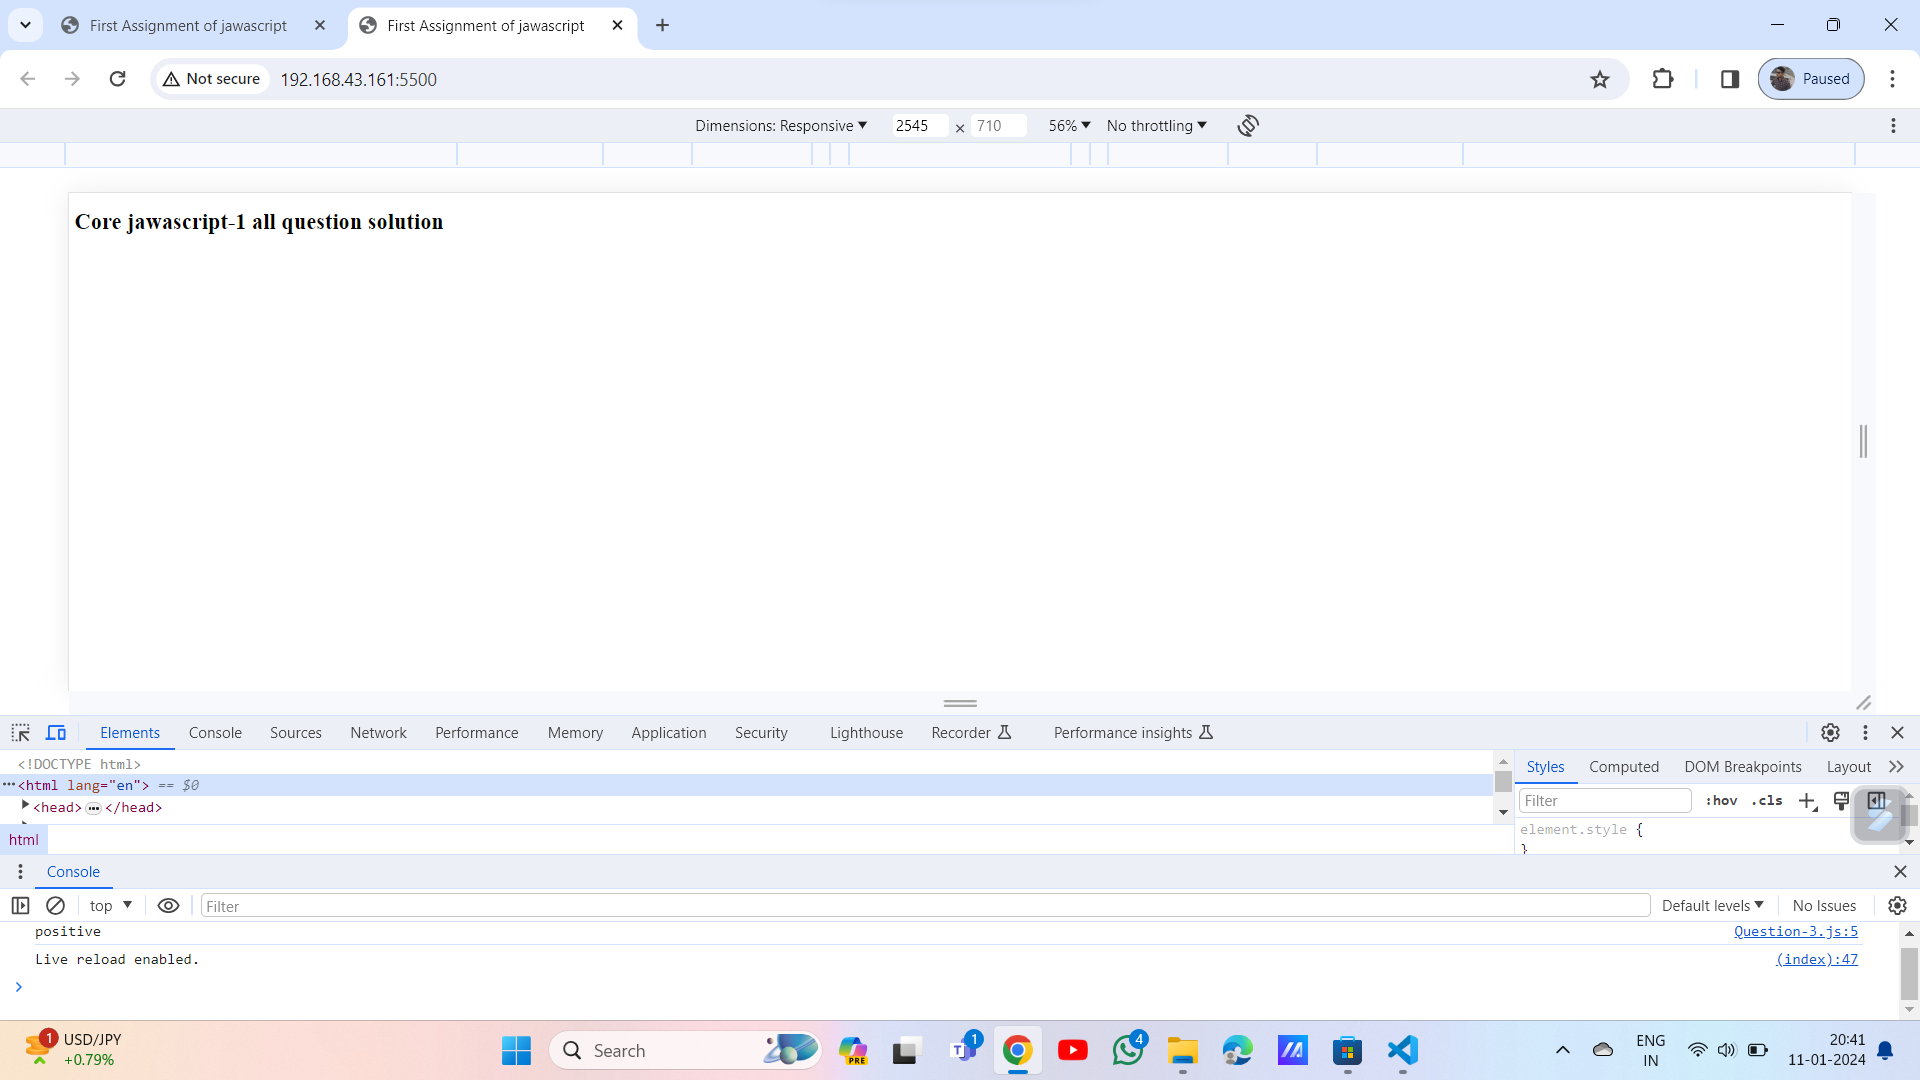 First Assignment of jawascript
First Assignment of jawascript
Not secure
192.168.43.161:5500
Paused
Dimensions: Responsive
2545
×
710
56%
No throttling
Core jawascript-1 all question solution
Elements
Console
Sources
Network
Performance
Memory
Application
Security
Lighthouse
Recorder
Performance insights
<!DOCTYPE html>
<html lang="en"> == $0
<head> </head>
html
Styles
Computed
DOM Breakpoints
Layout
Filter
:hov
.cls
element.style {
}
Console
top
Filter
Default levels
No Issues
positive
Question-3.js:5
Live reload enabled.
(index):47
1
USD/JPY
+0.79%
Search
PRE
1
4
ENG
IN
20:41
11-01-2024